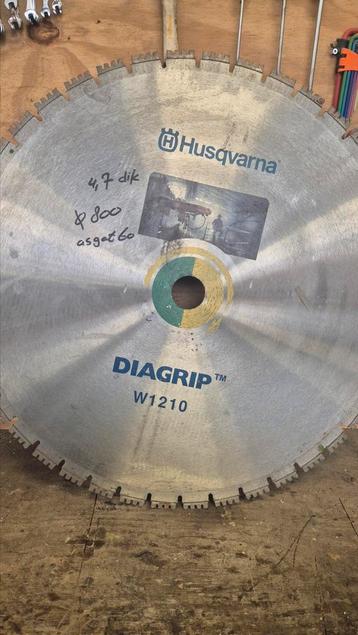 Husqvarna
4,7 dik
Ø 800
asgat 60
DIAGRIP™
W1210